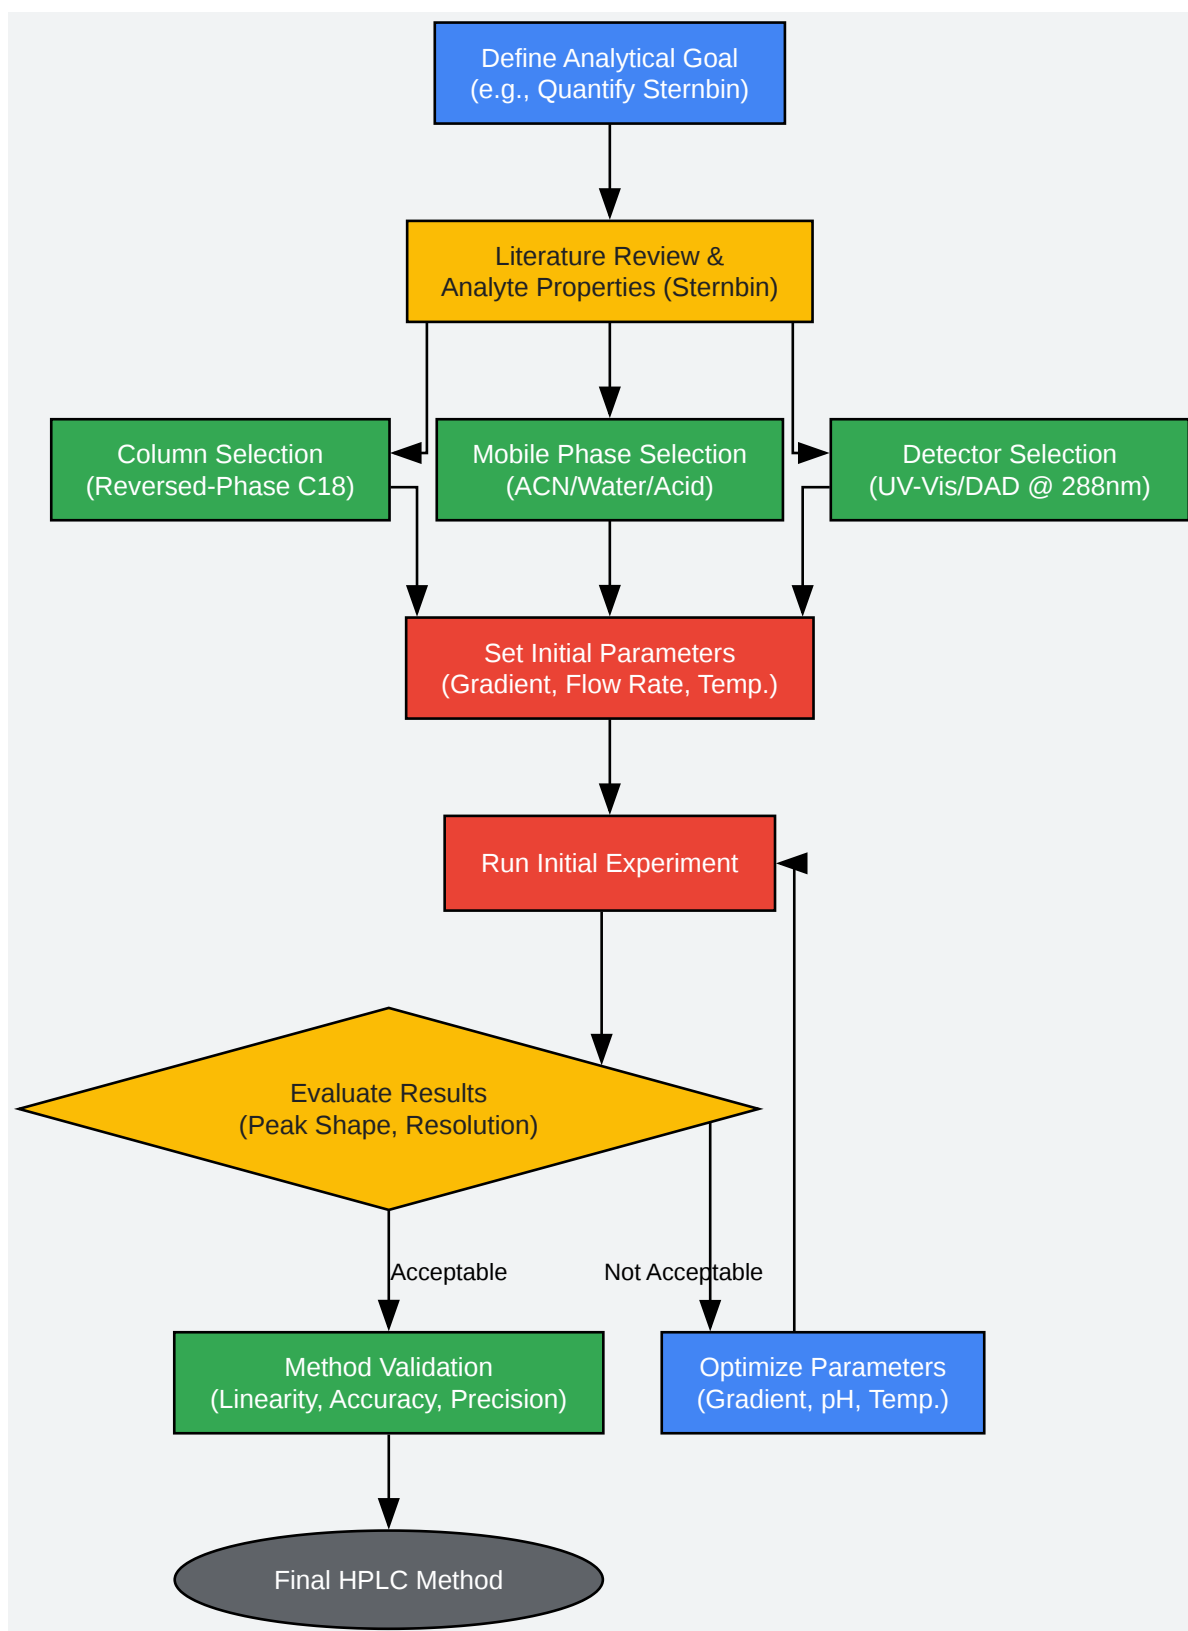 Define Analytical Goal
(e.g., Quantify Sternbin)
Literature Review &
Analyte Properties (Sternbin)
Column Selection
(Reversed-Phase C18)
Mobile Phase Selection
(ACN/Water/Acid)
Detector Selection
(UV-Vis/DAD @ 288nm)
Set Initial Parameters
(Gradient, Flow Rate, Temp.)
Run Initial Experiment
Evaluate Results
(Peak Shape, Resolution)
Acceptable
Not Acceptable
Method Validation
(Linearity, Accuracy, Precision)
Optimize Parameters
(Gradient, pH, Temp.)
Final HPLC Method